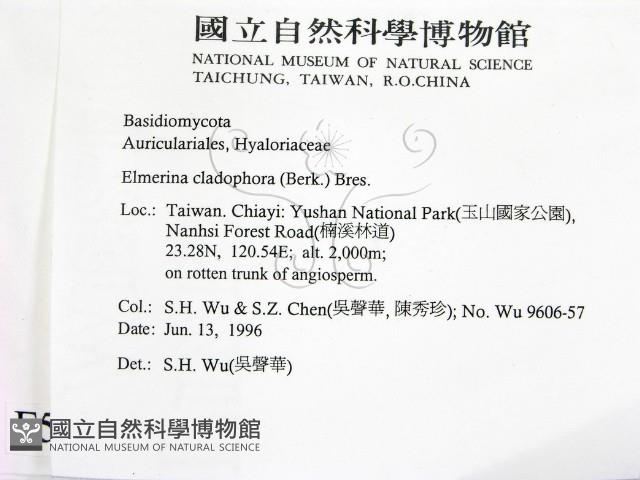 國立自然科學博物館
NATIONAL MUSEUM OF NATURAL SCIENCE
TAICHUNG, TAIWAN, R.O.CHINA
Basidiomycota
Auriculariales, Hyaloriaceae
Elmerina cladophora (Berk.) Bres.
Loc.: Taiwan. Chiayi: Yushan National Park(玉山國家公園),
Nanhsi Forest Road(楠溪林道)
23.28N, 120.54E; alt. 2,000m;
on rotten trunk of angiosperm.
Col.: S.H. Wu & S.Z. Chen(吳聲華, 陳秀珍); No. Wu 9606-57
Date: Jun. 13, 1996
Det.: S.H. Wu(吳聲華)
國立自然科學博物館
NATIONAL MUSEUM OF NATURAL SCIENCE